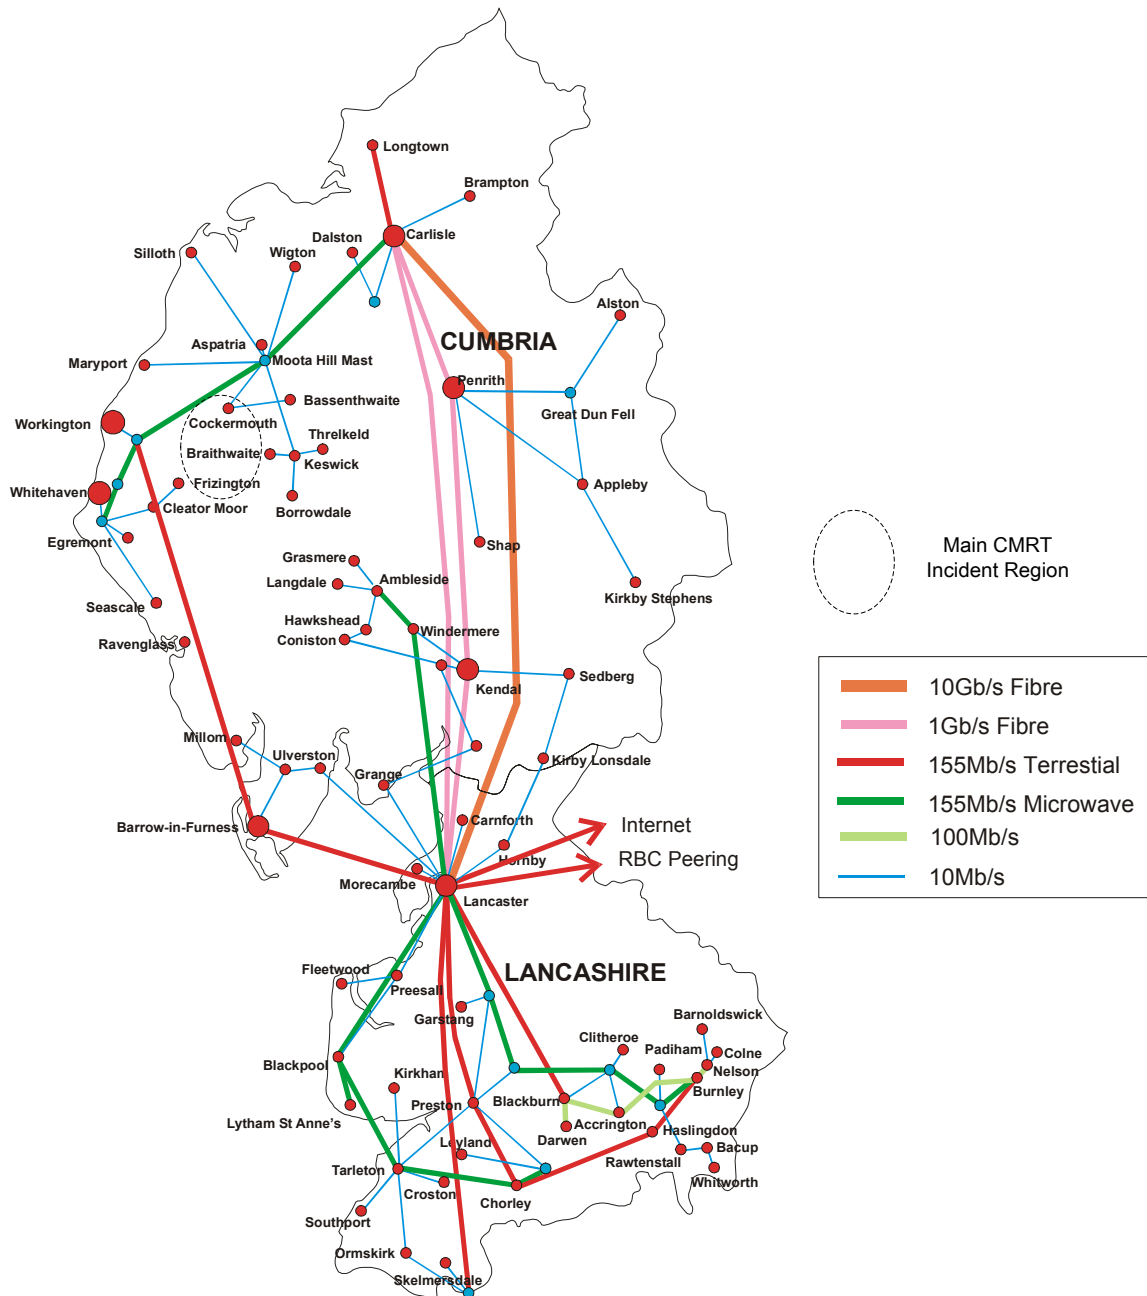 Longtown
Brampton
Carlisle
Dalston
Silloth
Wigton
Alston
CUMBRIA
Aspatria
Moota Hill Mast
Maryport
Penrith
Great Dun Fell
Bassenthwaite
Cockermouth
Workington
Threlkeld
Braithwaite
Keswick
Frizington
Appleby
Whitehaven
Cleator Moor
Borrowdale
Egremont
Shap
Grasmere
Ambleside
Langdale
Kirkby Stephens
Seascale
Hawkshead
Windermere
Coniston
Ravenglass
Kendal
Sedberg
Millom
Ulverston
Grange
Kirby Lonsdale
Carnforth
Barrow-in-Furness
Internet
Hornby
RBC Peering
Morecambe
Lancaster
LANCASHIRE
Fleetwood
Preesall
Garstang
Barnoldswick
Clitheroe
Padiham
Colne
Nelson
Blackpool
Kirkham
Burnley
Preston
Blackburn
Accrington
Lytham St Anne's
Darwen
Haslingdon
Leyland
Bacup
Rawtenstall
Tarleton
Whitworth
Croston
Chorley
Southport
Ormskirk
Skelmersdale
Main CMRT
Incident Region
10Gb/s Fibre
1Gb/s Fibre
155Mb/s Terrestial
155Mb/s Microwave
100Mb/s
10Mb/s